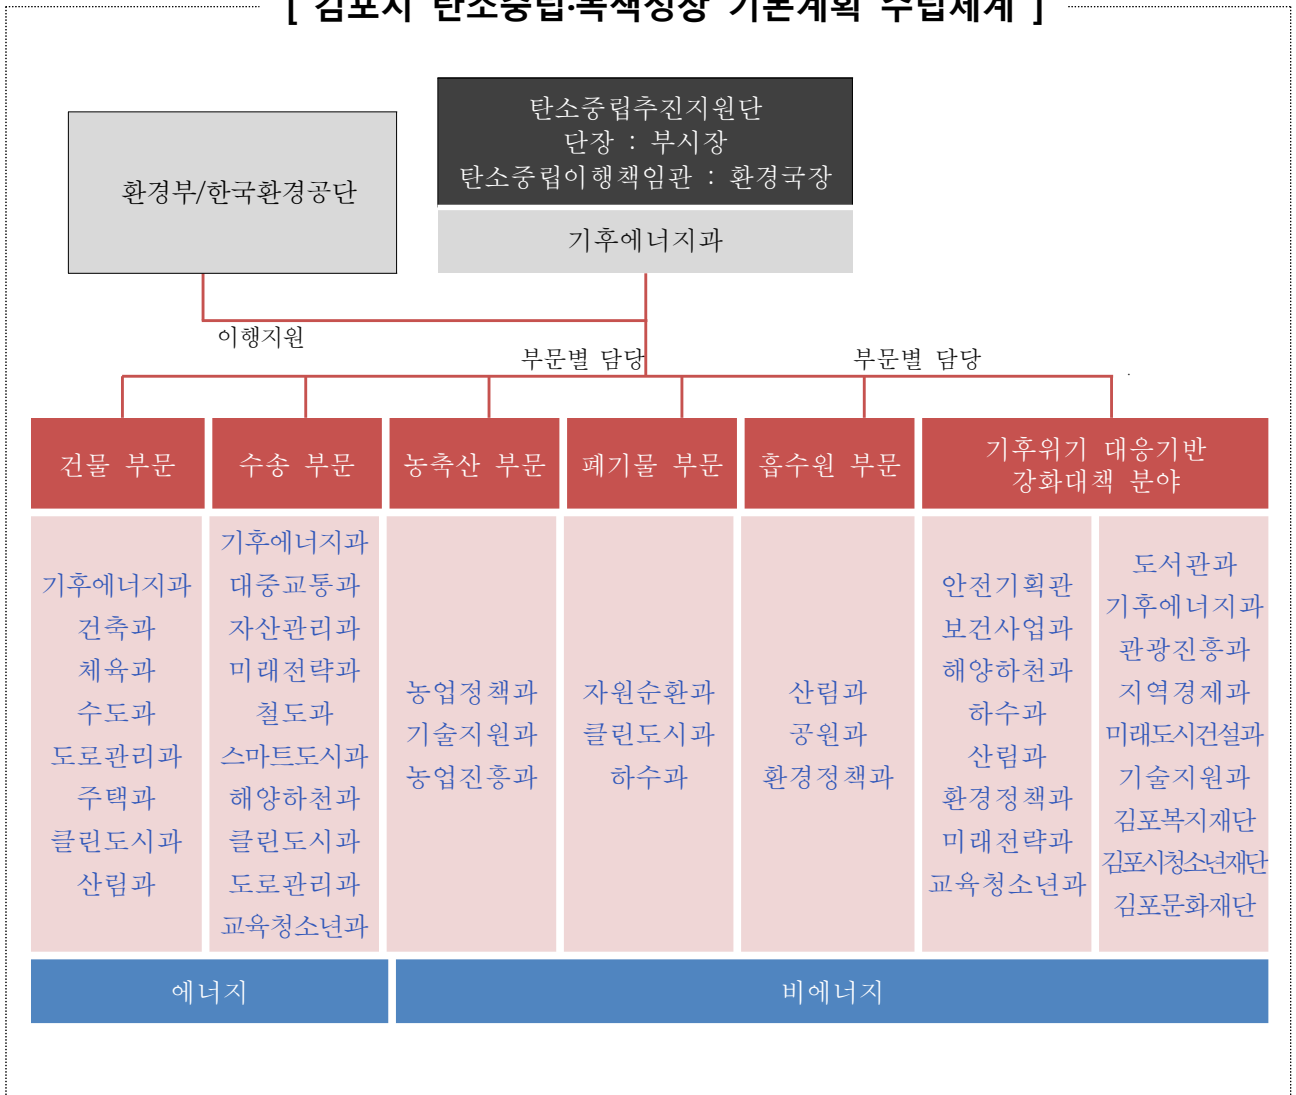 [ 김포시 탄소중립·녹색성장 기본계획 수립체계 ]
환경부/한국환경공단
탄소중립추진지원단
단장 : 부시장
탄소중립이행책임관 : 환경국장
기후에너지과
이행지원
부문별 담당
부문별 담당
건물 부문
수송 부문
농축산 부문
폐기물 부문
흡수원 부문
기후위기 대응기반
강화대책 분야
기후에너지과
건축과
체육과
수도과
도로관리과
주택과
클린도시과
산림과
기후에너지과
대중교통과
자산관리과
미래전략과
철도과
스마트도시과
해양하천과
클린도시과
도로관리과
교육청소년과
농업정책과
기술지원과
농업진흥과
자원순환과
클린도시과
하수과
산림과
공원과
환경정책과
안전기획관
보건사업과
해양하천과
하수과
산림과
환경정책과
미래전략과
교육청소년과
도서관과
기후에너지과
관광진흥과
지역경제과
미래도시건설과
기술지원과
김포복지재단
김포시청소년재단
김포문화재단
에너지
비에너지